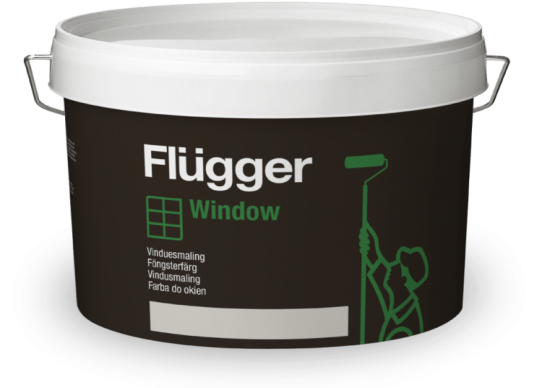 Flügger
Window
Vinduesmaling
Fönsterfärg
Vindusmaling
Farba do okien